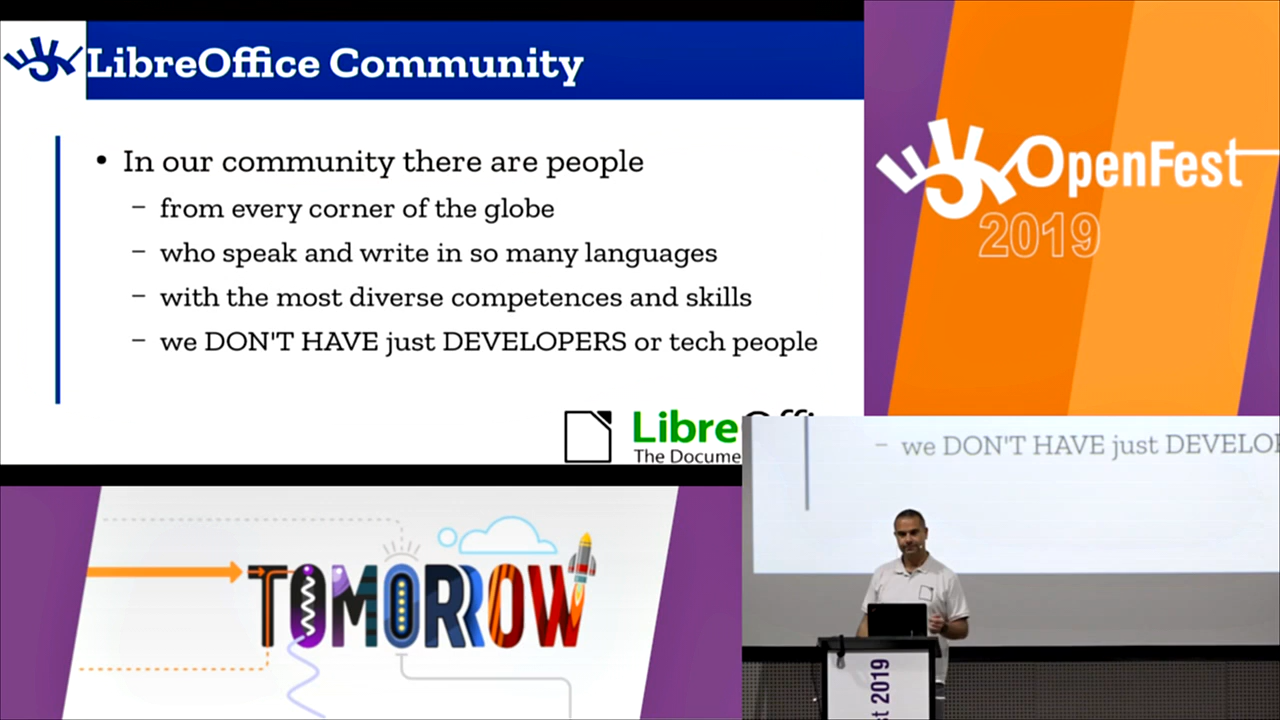 LibreOffice Community
• In our community there are people
– from every corner of the globe
– who speak and write in so many languages
– with the most diverse competences and skills
– we DON'T HAVE just DEVELOPERS or tech people
Libre
The Docume
OpenFest
2019
– we DON'T HAVE just DEVELO
TOMORROW
st 2019